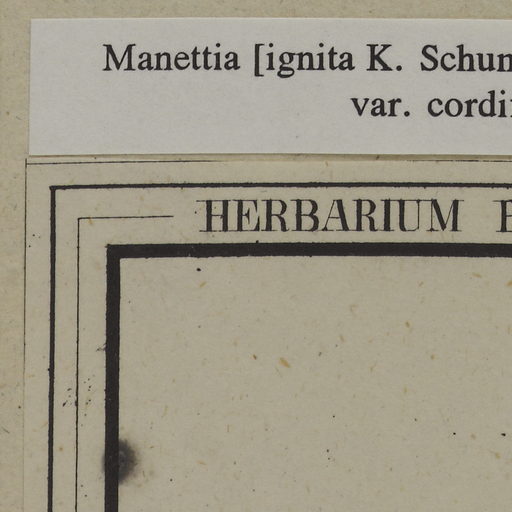 Manettia [ignita K. Schum
var. cordi
HERBARIUM